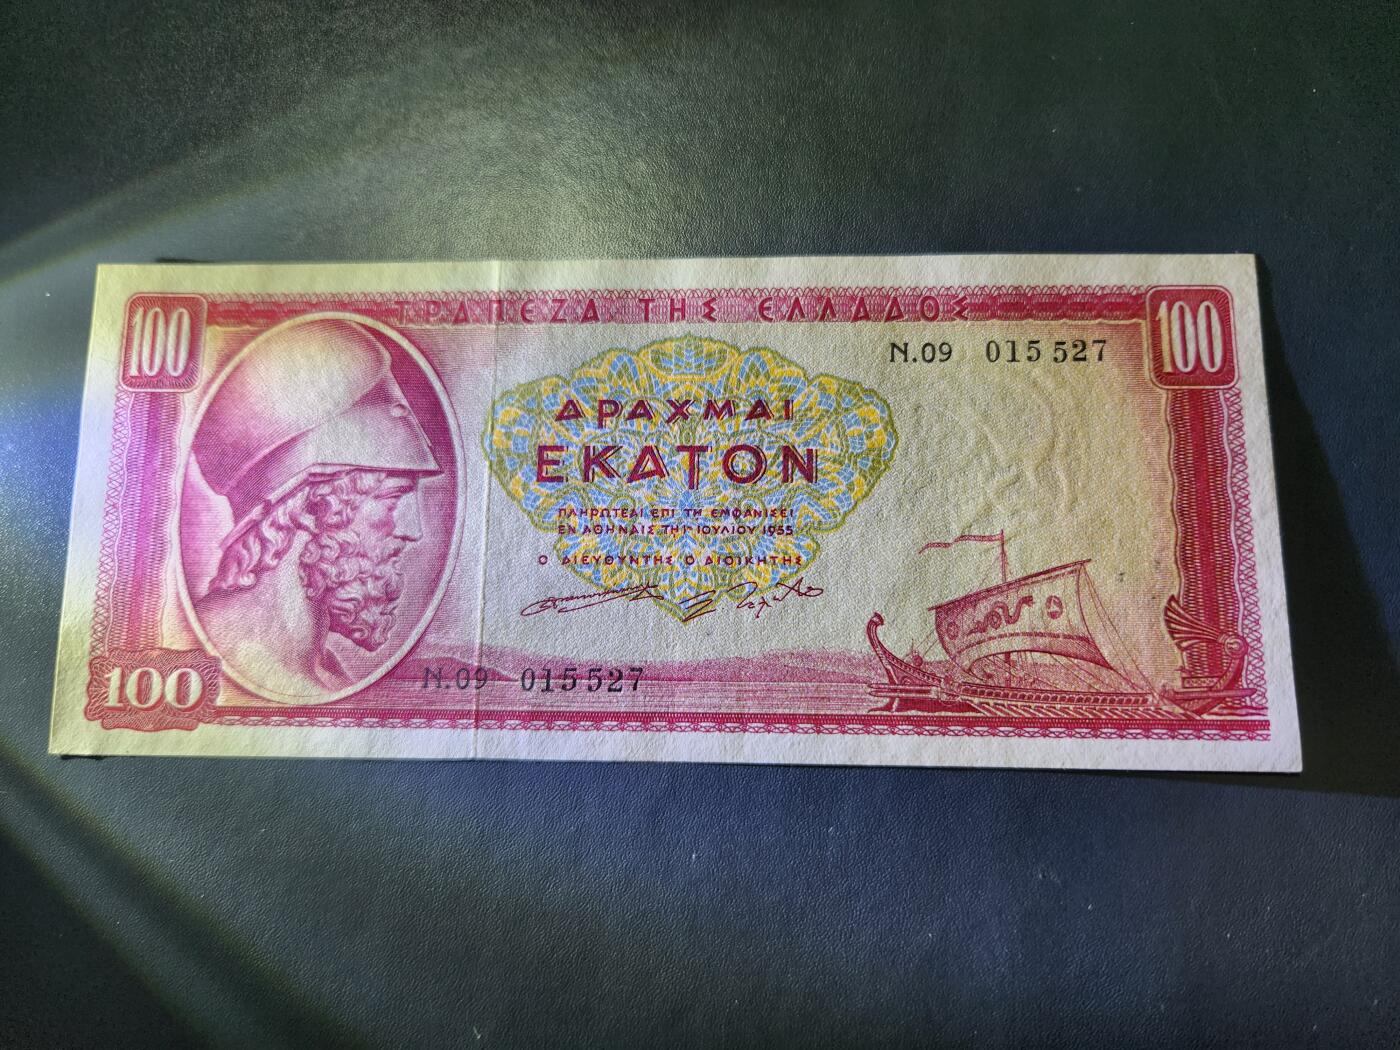 ΤΡΑΠΕΖΑ ΤΗΣ ΕΛΛΑΔΟΣ
100
100
N.09 015527
ΔΡΑΧΜΑΙ
ΕΚΑΤΟΝ
ΠΛΗΡΩΤΕΑΙ ΕΠΙ ΤΗ ΕΜΦΑΝΙΣΕΙ
ΕΝ ΑΘΗΝΑΙΣ ΤΗ 1η ΙΟΥΛΙΟΥ 1955
Ο ΔΙΕΥΘΥΝΤΗΣ Ο ΔΙΟΙΚΗΤΗΣ
N.09 015527
100